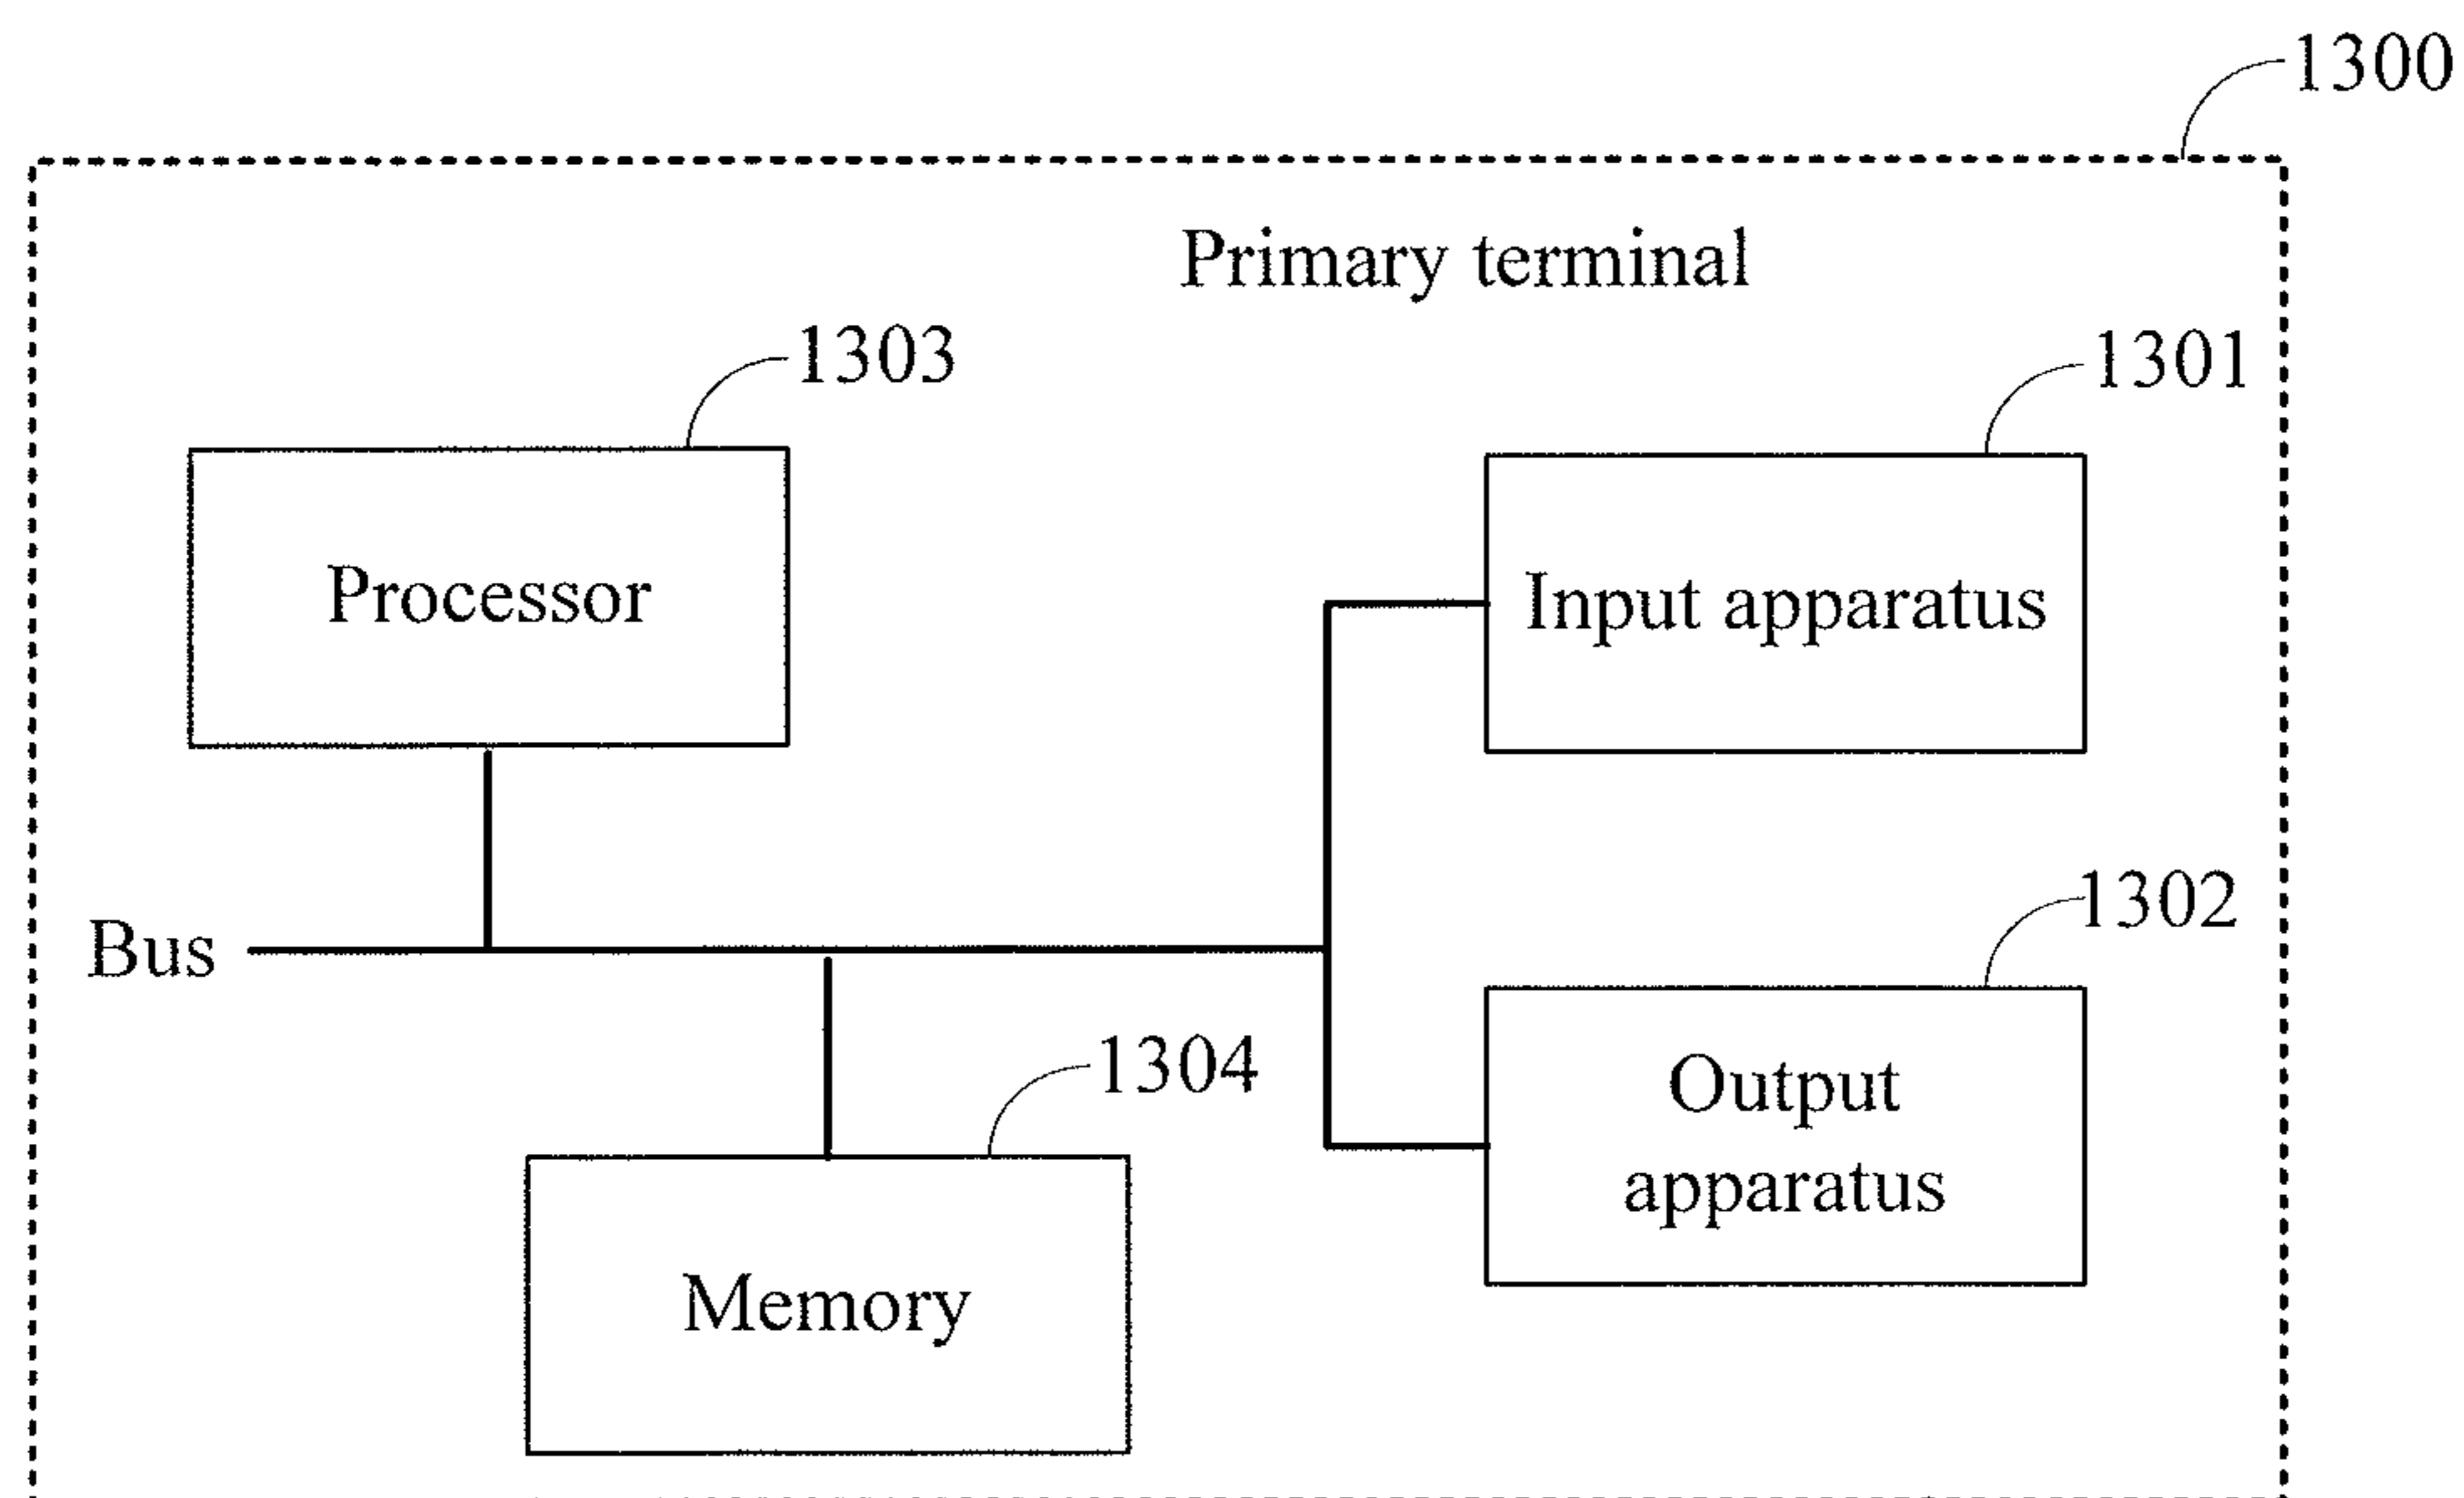 1300
Primary terminal
1303
1301
Processor
Input apparatus
1302
Bus
1304
Output
apparatus
Memory